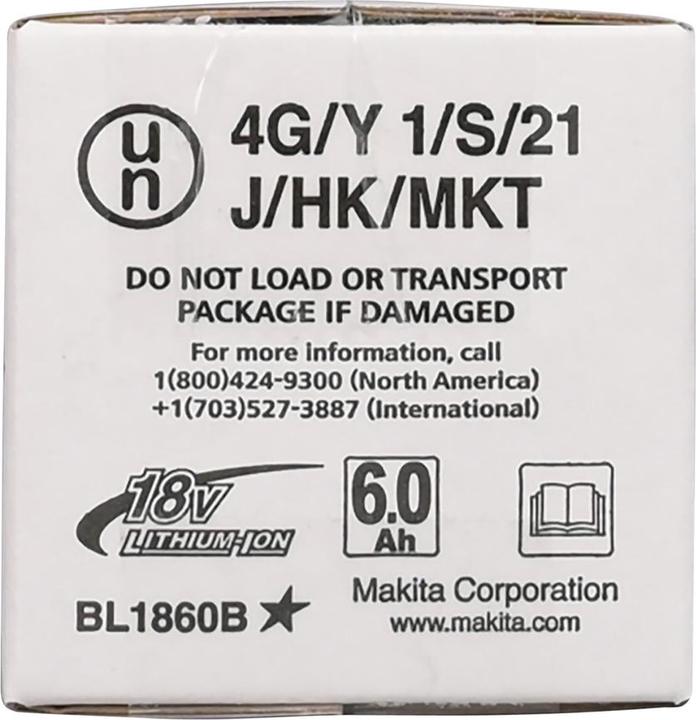 un
4G/Y 1/S/21
J/HK/MKT
DO NOT LOAD OR TRANSPORT
PACKAGE IF DAMAGED
For more information, call
1(800)424-9300 (North America)
+1(703)527-3887 (International)
18V
LITHIUM-ION
6.0
Ah
BL1860B
Makita Corporation
www.makita.com